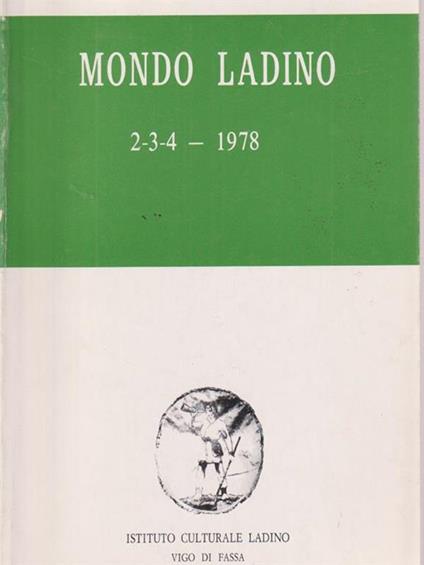 MONDO LADINO
2-3-4 — 1978
ISTITUTO CULTURALE LADINO
VIGO DI FASSA